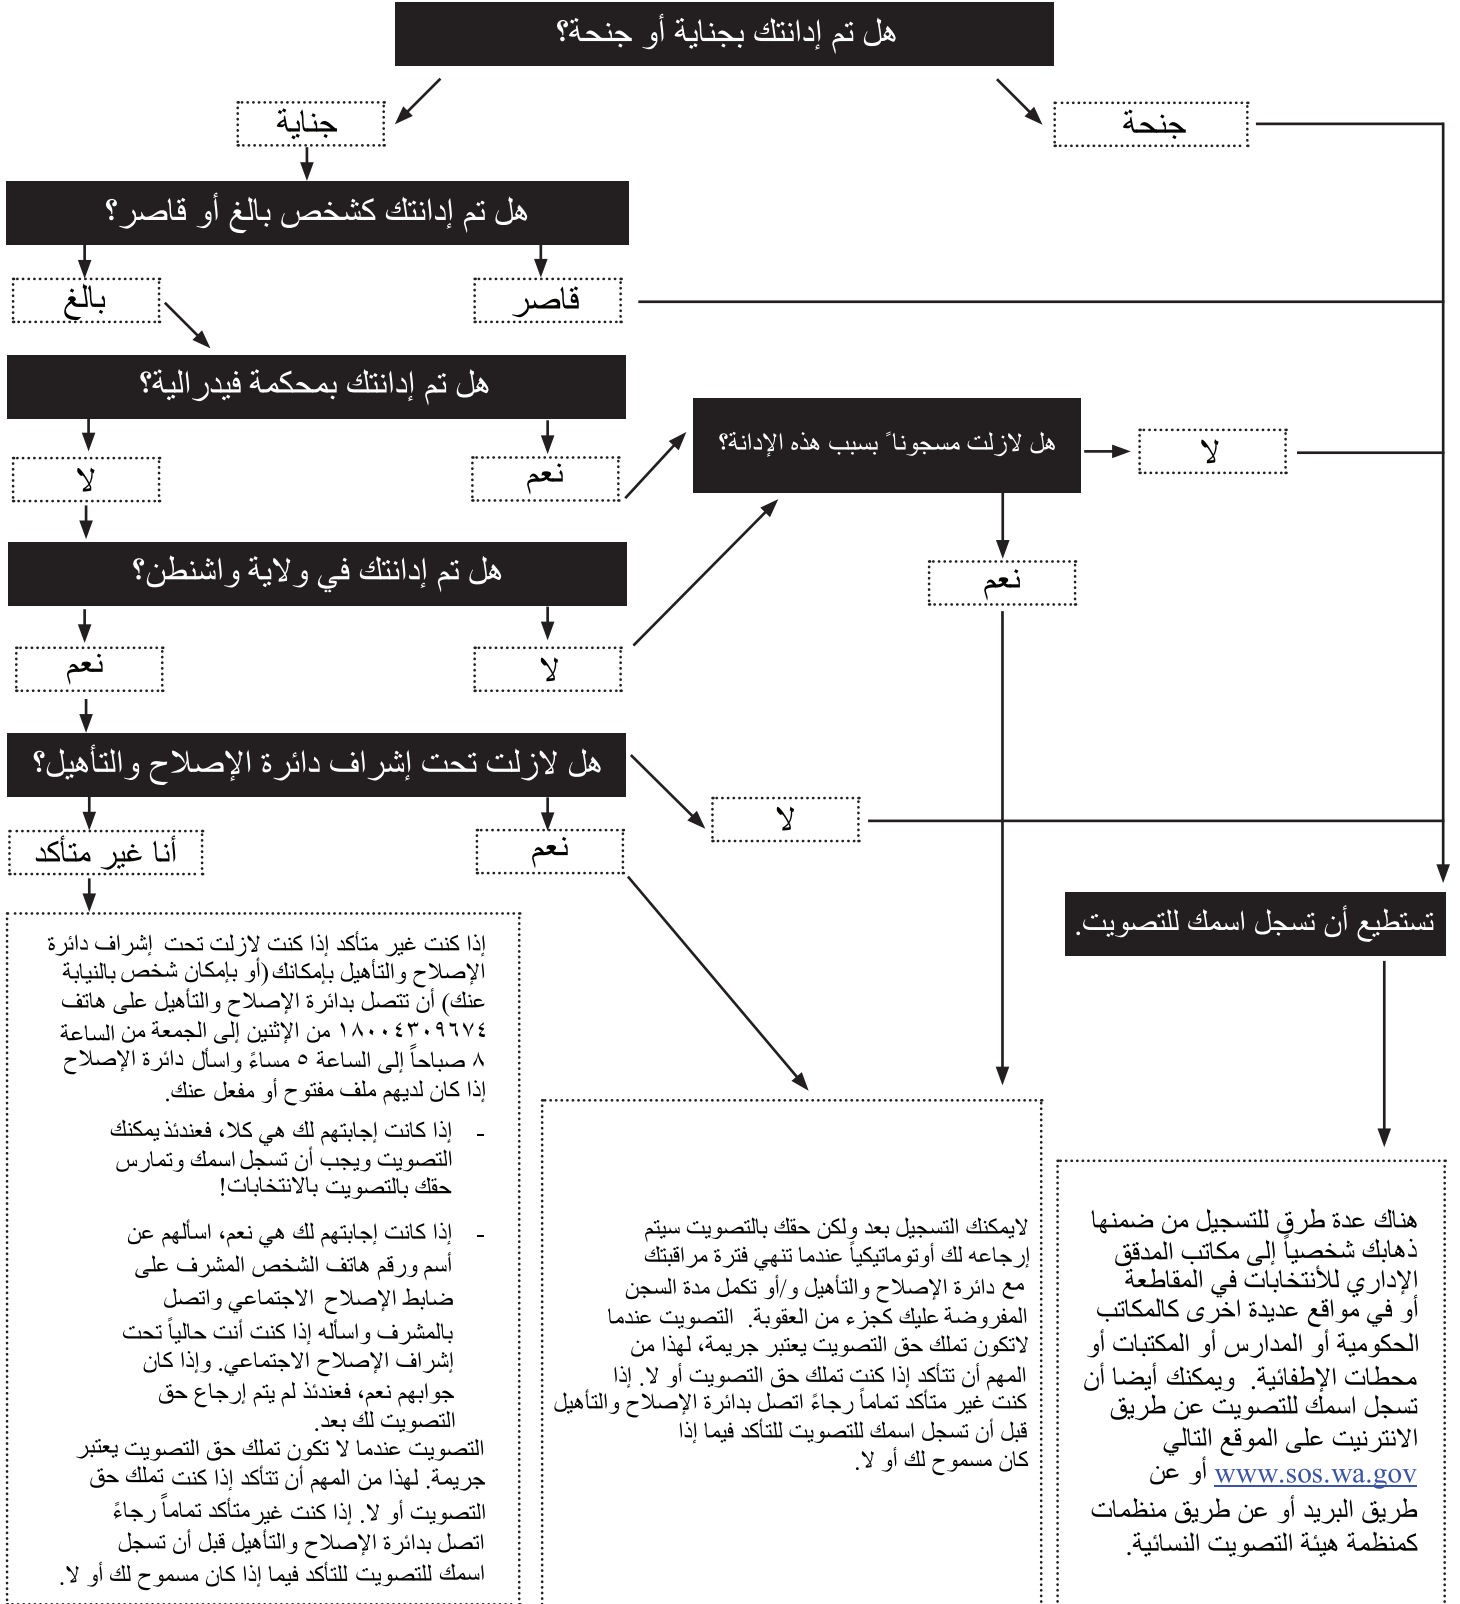 هل تم إدانتك بجناية أو جنحة؟
جناية
جنحة
هل تم إدانتك كشخص بالغ أو قاصر؟
بالغ
قاصر
هل تم إدانتك بمحكمة فيدرالية؟
لا
نعم
هل لازلت مسجوناً بسبب هذه الإدانة؟
لا
نعم
هل تم إدانتك في ولاية واشنطن؟
نعم
لا
هل لازلت تحت إشراف دائرة الإصلاح والتأهيل؟
أنا غير متأكد
نعم
لا
تستطيع أن تسجل اسمك للتصويت.
إذا كنت غير متأكد إذا كنت لازلت تحت إشراف دائرة
الإصلاح والتأهيل بإمكانك (أو بإمكان شخص بالنيابة
عنك) أن تتصل بدائرة الإصلاح والتأهيل على هاتف
١٨٠٠٤٣٠٩٦٧٤ من الإثنين إلى الجمعة من الساعة
٨ صباحاً إلى الساعة ٥ مساءً واسأل دائرة الإصلاح
إذا كان لديهم ملف مفتوح أو مفعل عنك.
- إذا كانت إجابتهم لك هي كلا، فعندئذ يمكنك
التصويت ويجب أن تسجل اسمك وتمارس
حقك بالتصويت بالانتخابات!
- إذا كانت إجابتهم لك هي نعم، اسألهم عن
أسم ورقم هاتف الشخص المشرف على
ضابط الإصلاح الاجتماعي واتصل
بالمشرف واسأله إذا كنت أنت حالياً تحت
إشراف الإصلاح الاجتماعي. وإذا كان
جوابهم نعم، فعندئذ لم يتم إرجاع حق
التصويت لك بعد.
التصويت عندما لا تكون تملك حق التصويت يعتبر
جريمة. لهذا من المهم أن تتأكد إذا كنت تملك حق
التصويت أو لا. إذا كنت غير متأكد تماماً رجاءً
اتصل بدائرة الإصلاح والتأهيل قبل أن تسجل
اسمك للتصويت للتأكد فيما إذا كان مسموح لك أو لا.
لايمكنك التسجيل بعد ولكن حقك بالتصويت سيتم
إرجاعه لك أوتوماتيكياً عندما تنهي فترة مراقبتك
مع دائرة الإصلاح والتأهيل و/أو تكمل مدة السجن
المفروضة عليك كجزء من العقوبة. التصويت عندما
لاتكون تملك حق التصويت يعتبر جريمة، لهذا من
المهم أن تتأكد إذا كنت تملك حق التصويت أو لا. إذا
كنت غير متأكد تماماً رجاءً اتصل بدائرة الإصلاح والتأهيل
قبل أن تسجل اسمك للتصويت للتأكد فيما إذا
كان مسموح لك أو لا.
هناك عدة طرق للتسجيل من ضمنها
ذهابك شخصياً إلى مكاتب المدقق
الإداري للأنتخابات في المقاطعة
أو في مواقع عديدة اخرى كالمكاتب
الحكومية أو المدارس أو المكتبات أو
محطات الإطفائية. ويمكنك أيضا أن
تسجل اسمك للتصويت عن طريق
الانترنيت على الموقع التالي
www.sos.wa.gov أو عن
طريق البريد أو عن طريق منظمات
كمنظمة هيئة التصويت النسائية.